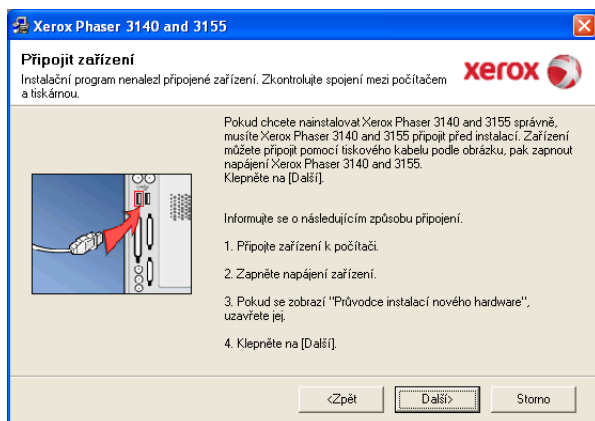 Xerox Phaser 3140 and 3155
Připojit zařízení
Instalační program nenalezl připojené zařízení. Zkontrolujte spojení mezi počítačem
a tiskárnou.
xerox
Pokud chcete nainstalovat Xerox Phaser 3140 and 3155 správně,
musíte Xerox Phaser 3140 and 3155 připojit před instalací. Zařízení
můžete připojit pomocí tiskového kabelu podle obrázku, pak zapnout
napájení Xerox Phaser 3140 and 3155.
Klepněte na [Další].
Informujte se o následujícím způsobu připojení.
1. Připojte zařízení k počítači.
2. Zapněte napájení zařízení.
3. Pokud se zobrazí "Průvodce instalací nového hardware",
uzavřete jej.
4. Klepněte na [Další].
<Zpět
Další>
Storno